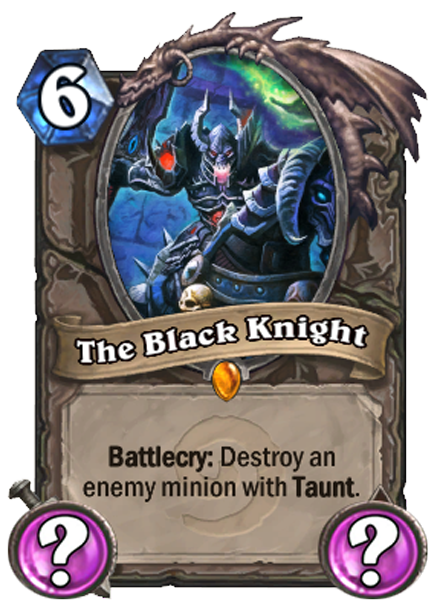 6
The Black Knight
Battlecry: Destroy an
enemy minion with Taunt.
? ?